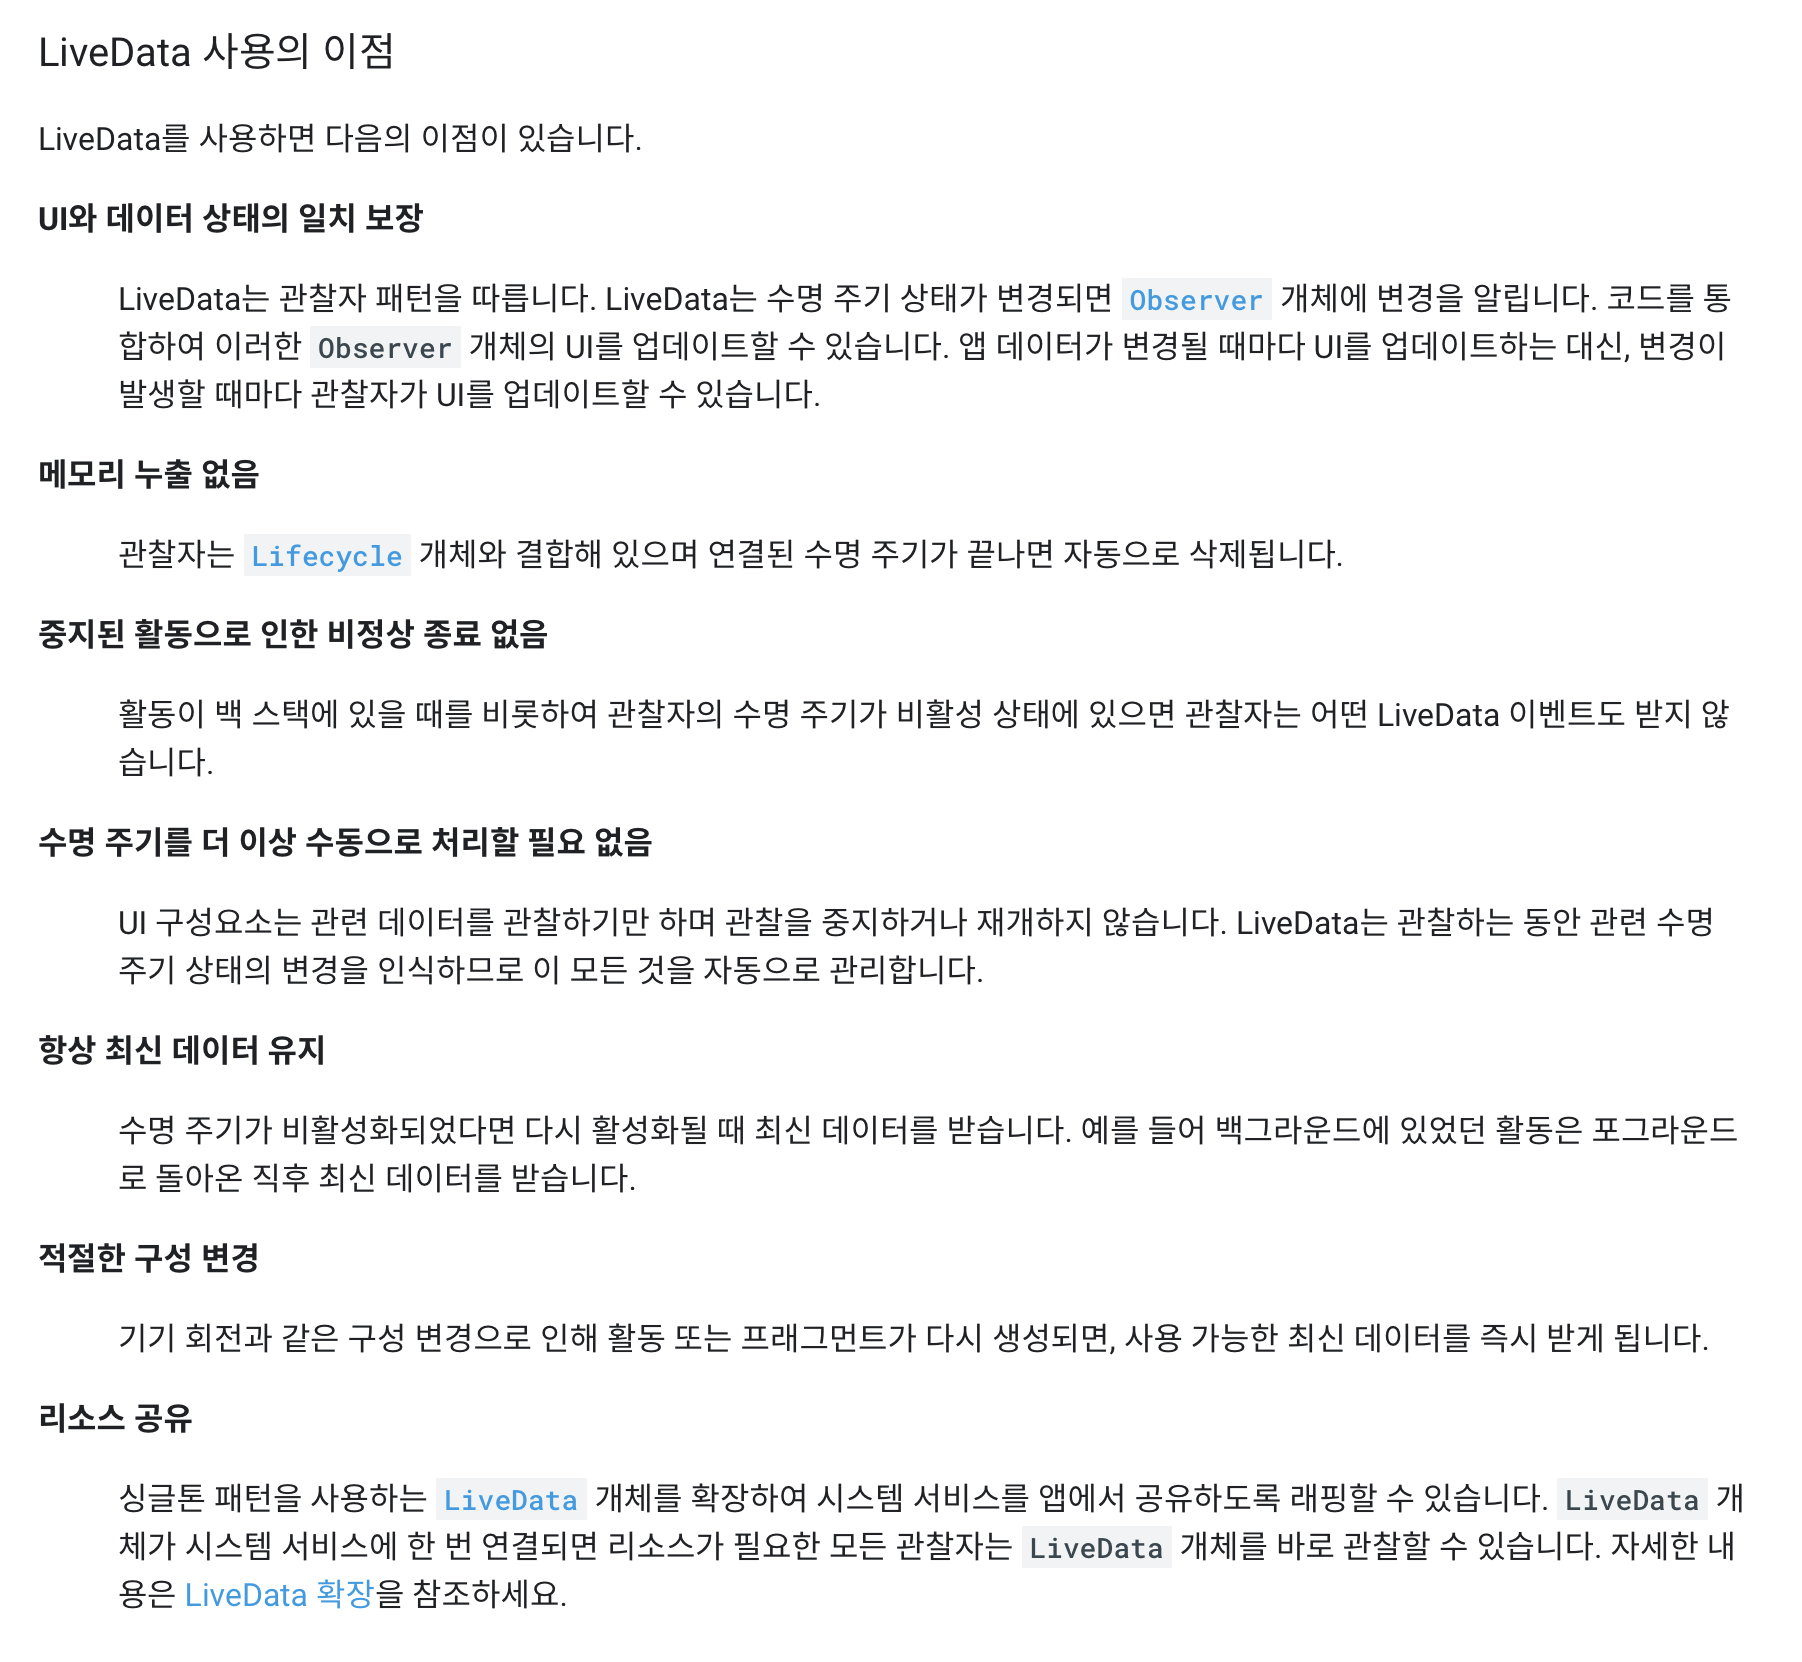 LiveData 사용의 이점
LiveData를 사용하면 다음의 이점이 있습니다.
UI와 데이터 상태의 일치 보장
LiveData는 관찰자 패턴을 따릅니다. LiveData는 수명 주기 상태가 변경되면 Observer 개체에 변경을 알립니다. 코드를 통
합하여 이러한 Observer 개체의 UI를 업데이트할 수 있습니다. 앱 데이터가 변경될 때마다 UI를 업데이트하는 대신, 변경이
발생할 때마다 관찰자가 UI를 업데이트할 수 있습니다.
메모리 누출 없음
관찰자는 Lifecycle 개체와 결합해 있으며 연결된 수명 주기가 끝나면 자동으로 삭제됩니다.
중지된 활동으로 인한 비정상 종료 없음
활동이 백 스택에 있을 때를 비롯하여 관찰자의 수명 주기가 비활성 상태에 있으면 관찰자는 어떤 LiveData 이벤트도 받지 않
습니다.
수명 주기를 더 이상 수동으로 처리할 필요 없음
UI 구성요소는 관련 데이터를 관찰하기만 하며 관찰을 중지하거나 재개하지 않습니다. LiveData는 관찰하는 동안 관련 수명
주기 상태의 변경을 인식하므로 이 모든 것을 자동으로 관리합니다.
항상 최신 데이터 유지
수명 주기가 비활성화되었다면 다시 활성화될 때 최신 데이터를 받습니다. 예를 들어 백그라운드에 있었던 활동은 포그라운드
로 돌아온 직후 최신 데이터를 받습니다.
적절한 구성 변경
기기 회전과 같은 구성 변경으로 인해 활동 또는 프래그먼트가 다시 생성되면, 사용 가능한 최신 데이터를 즉시 받게 됩니다.
리소스 공유
싱글톤 패턴을 사용하는 LiveData 개체를 확장하여 시스템 서비스를 앱에서 공유하도록 래핑할 수 있습니다. LiveData 개
체가 시스템 서비스에 한 번 연결되면 리소스가 필요한 모든 관찰자는 LiveData 개체를 바로 관찰할 수 있습니다. 자세한 내
용은 LiveData 확장을 참조하세요.